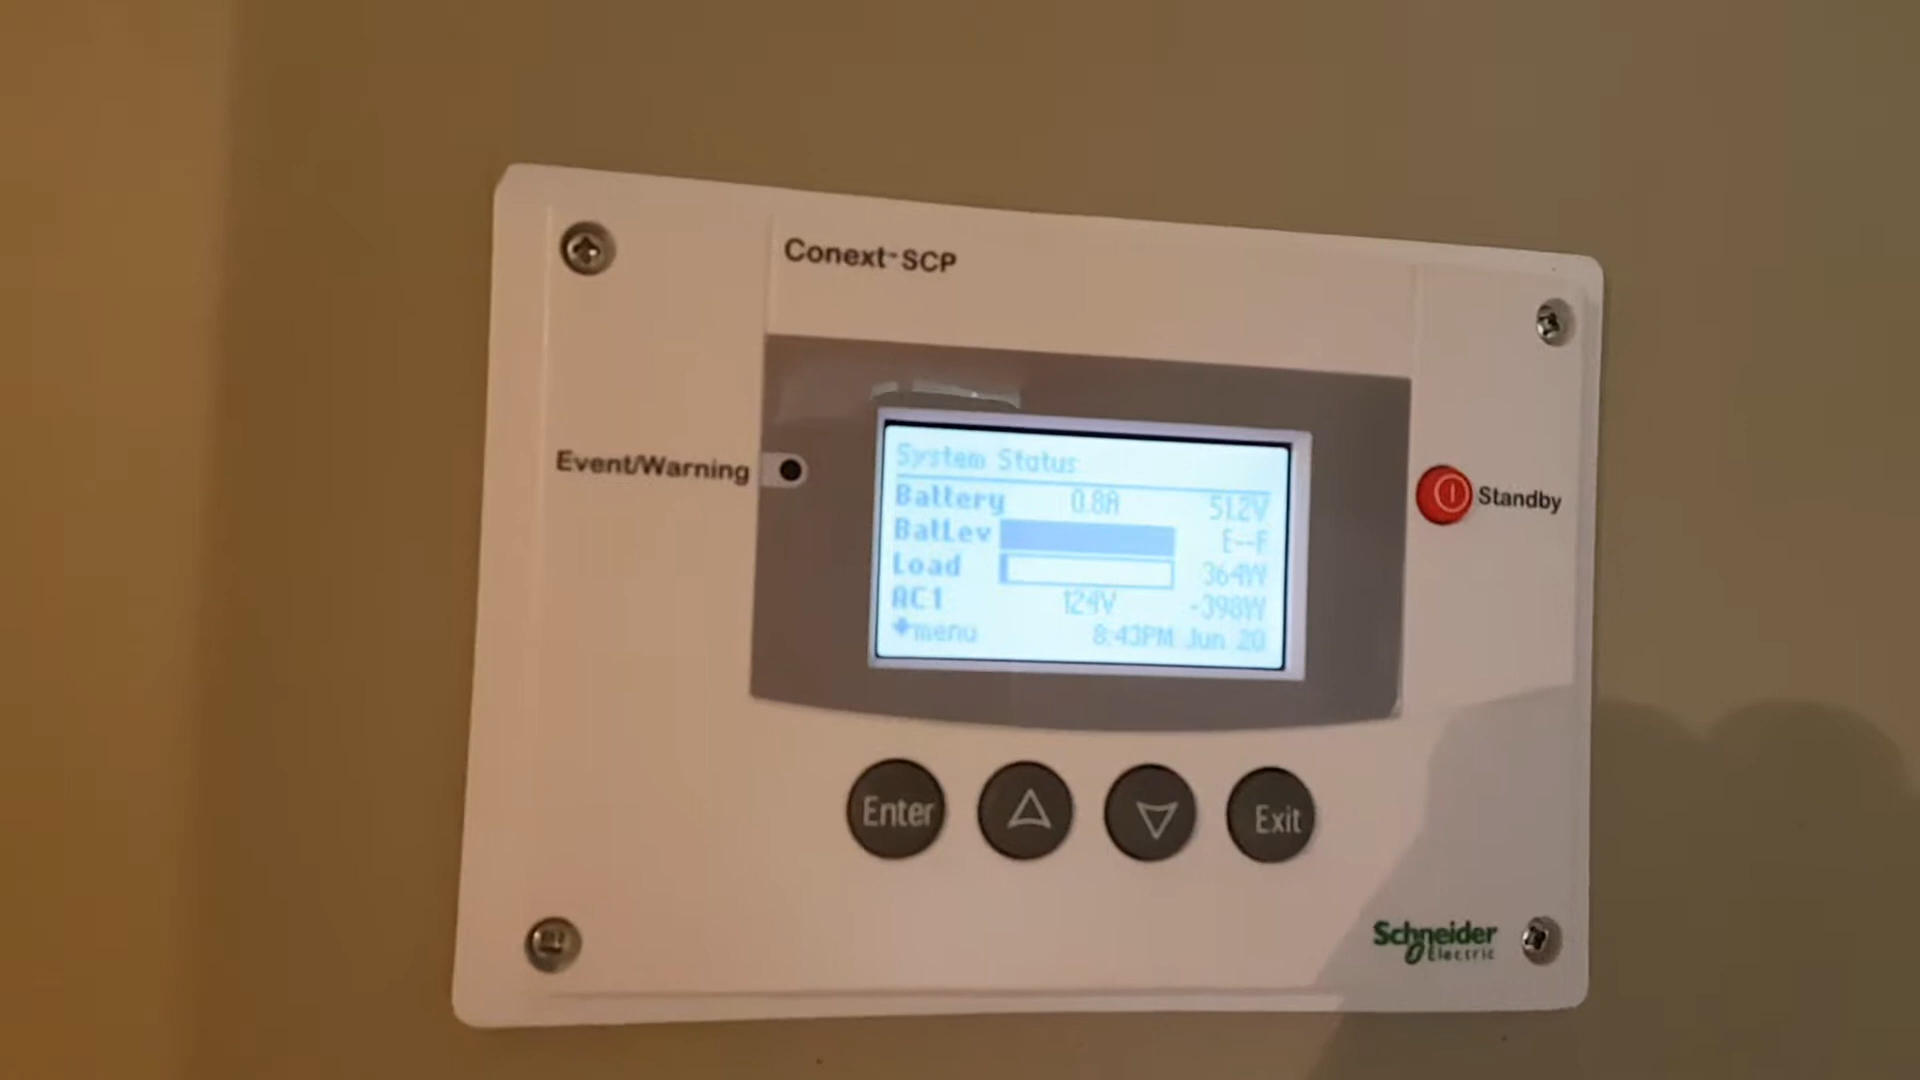 Conext™ SCP
Event/Warning
System Status
Battery 0.8A 51.2V
BatLev E--F
Load 364W
AC1 124V -398W
menu 8:43PM Jun 20
Standby
Enter
Exit
Schneider
Electric